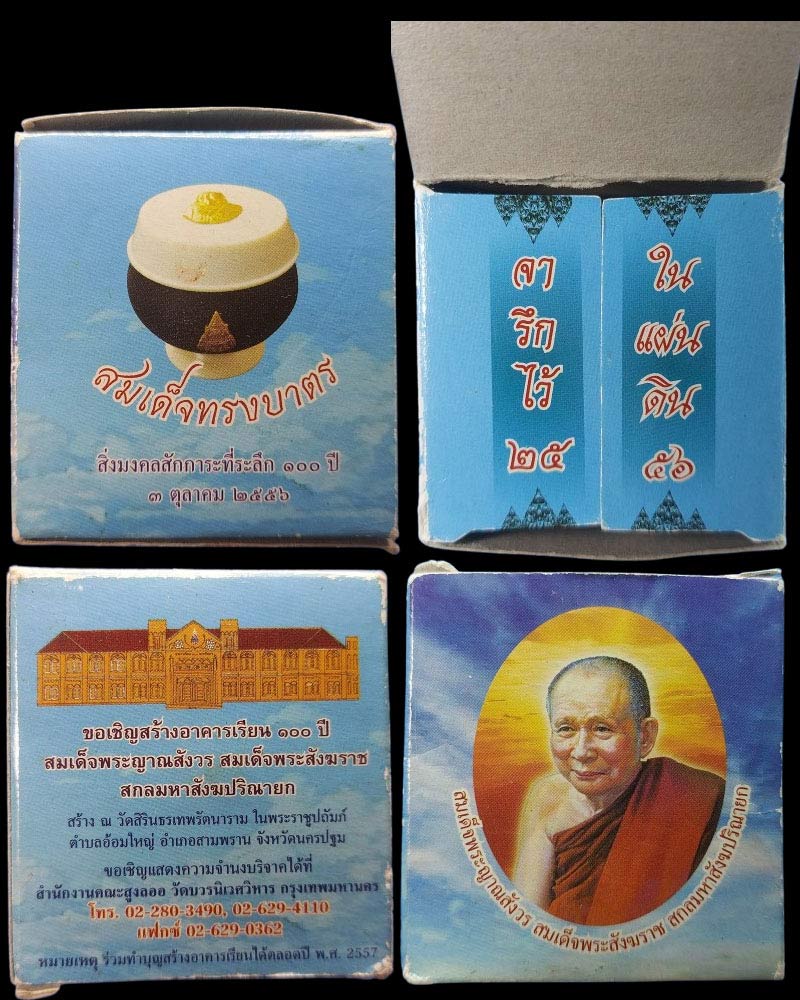 สมเด็จทรงบาตร
สิ่งมงคลสักการะที่ระลึก ๑๐๐ ปี
๓ ตุลาคม ๒๕๕๖
จา
รึก
ไว้
๒๕
ใน
แผ่น
ดิน
๕๖
ขอเชิญสร้างอาคารเรียน ๑๐๐ ปี
สมเด็จพระญาณสังวร สมเด็จพระสังฆราช
สกลมหาสังฆปริณายก
สร้าง ณ วัดสิรินธรเทพรัตนาราม ในพระราชูปถัมภ์
ตำบลอ้อมใหญ่ อำเภอสามพราน จังหวัดนครปฐม
ขอเชิญแสดงความจำนงบริจาคได้ที่
สำนักงานคณะสูงลออ วัดบวรนิเวศวิหาร กรุงเทพมหานคร
โทร. 02-280-3490, 02-629-4110
แฟกซ์ 02-629-0362
หมายเหตุ ร่วมทำบุญสร้างอาคารเรียนได้ตลอดปี พ.ศ. 2557
สมเด็จพระญาณสังวร สมเด็จพระสังฆราช สกลมหาสังฆปริณายก